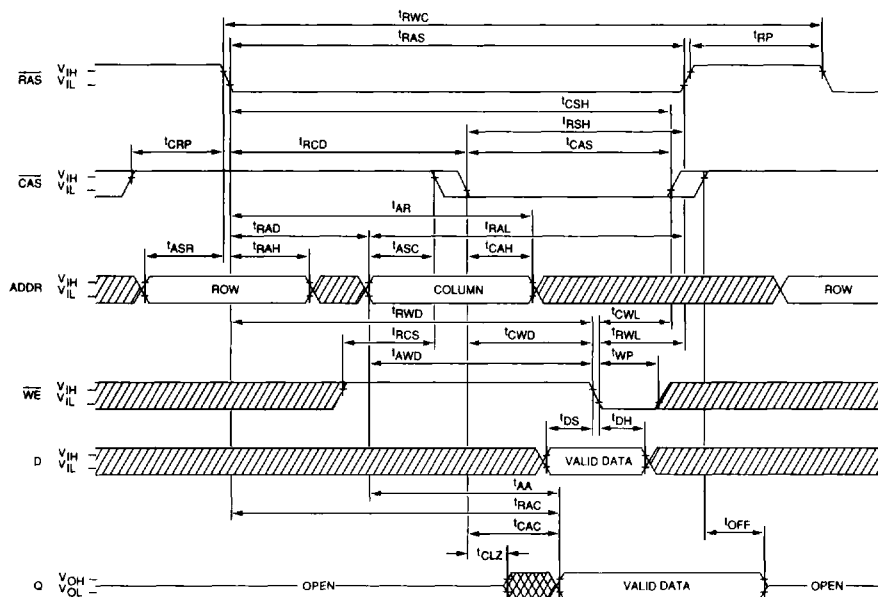 tRWC
tRAS tRP
RAS VIH
VIL
tCSH
tRSH
tCRP tRCD tCAS
CAS VIH
VIL
tAR
tRAD tRAL
tASR tRAH tASC tCAH
ADDR VIH
VIL
ROW COLUMN ROW
tRWD tCWL
tRCS tCWD tRWL
tAWD tWP
WE VIH
VIL
tDS tDH
D VIH
VIL
VALID DATA
tAA
tRAC
tCAC tOFF
tCLZ
Q VOH
VOL
OPEN VALID DATA OPEN